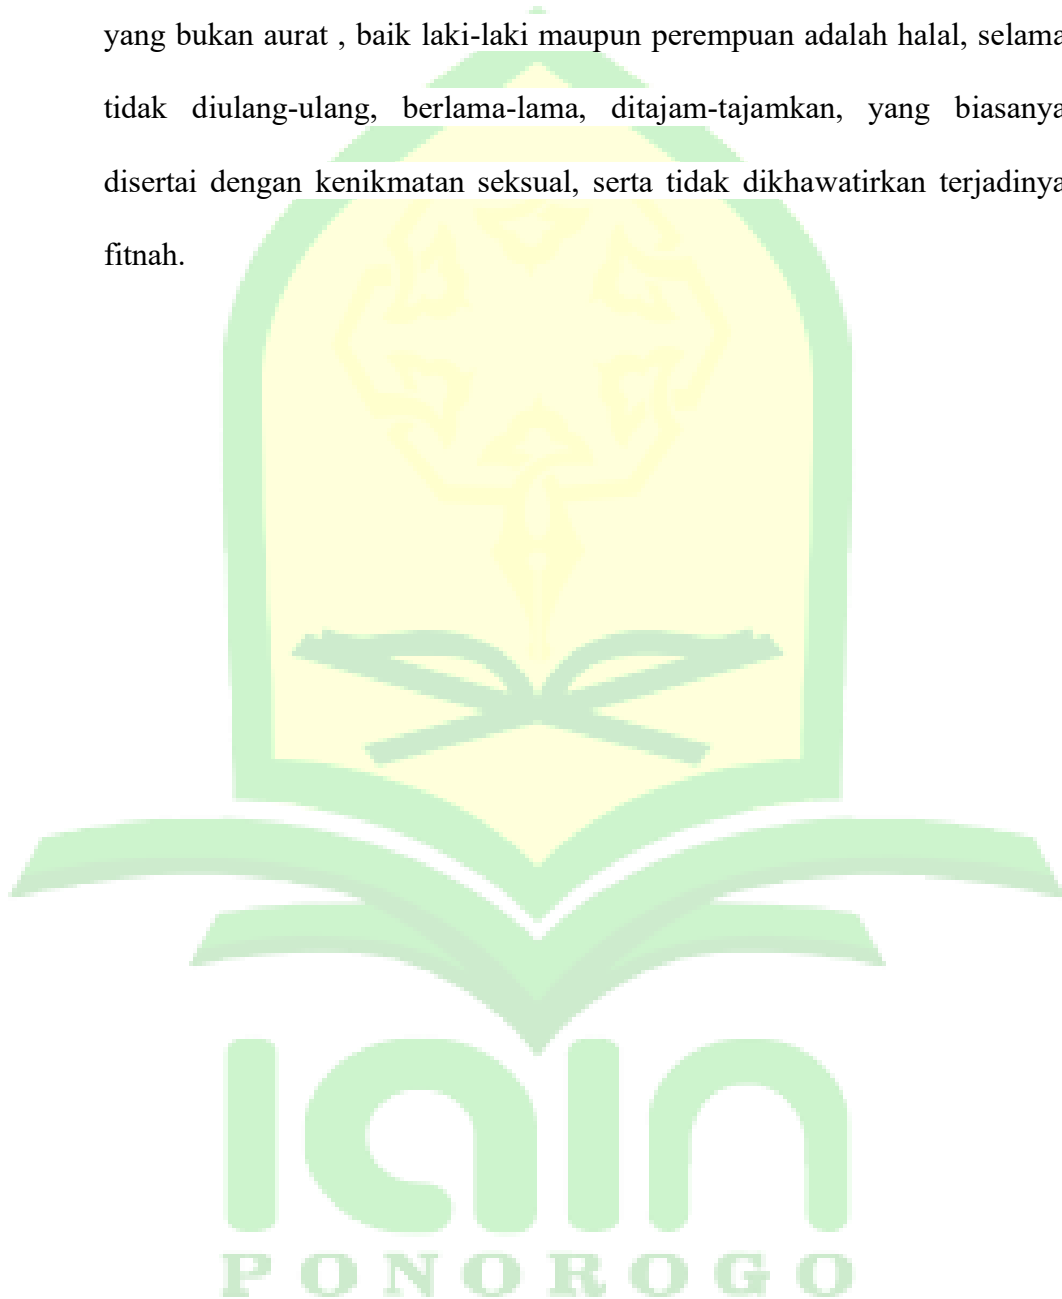 yang bukan aurat , baik laki-laki maupun perempuan adalah halal, selama
tidak diulang-ulang, berlama-lama, ditajam-tajamkan, yang biasanya
disertai dengan kenikmatan seksual, serta tidak dikhawatirkan terjadinya
fitnah.
iain
PONOROGO